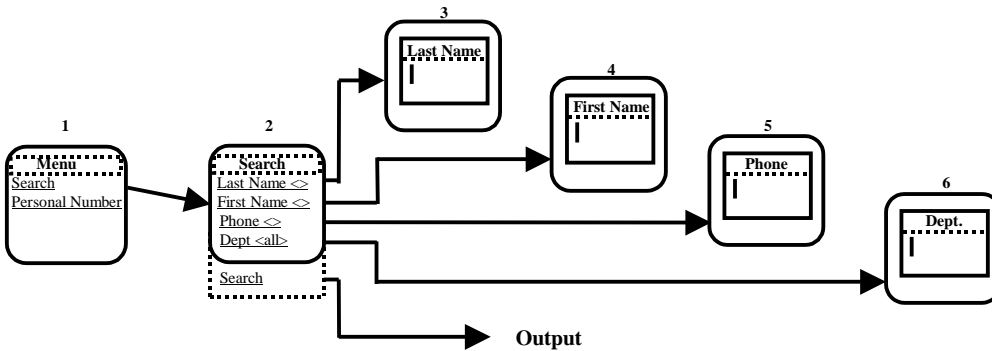 1
Menu
Search
Personal Number
2
Search
Last Name <>
First Name <>
Phone <>
Dept <all>
Search
3
Last Name
4
First Name
5
Phone
6
Dept.
Output